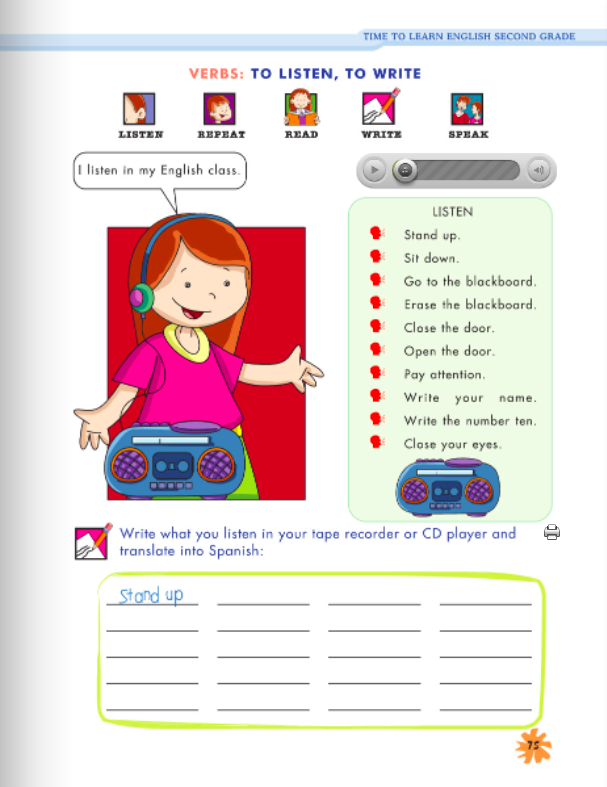 TIME TO LEARN ENGLISH SECOND GRADE
VERBS: TO LISTEN, TO WRITE
LISTEN
REPEAT
READ
WRITE
SPEAK
I listen in my English class.
LISTEN
Stand up.
Sit down.
Go to the blackboard.
Erase the blackboard.
Close the door.
Open the door.
Pay attention.
Write your name.
Write the number ten.
Close your eyes.
Write what you listen in your tape recorder or CD player and
translate into Spanish:
Stand up
75